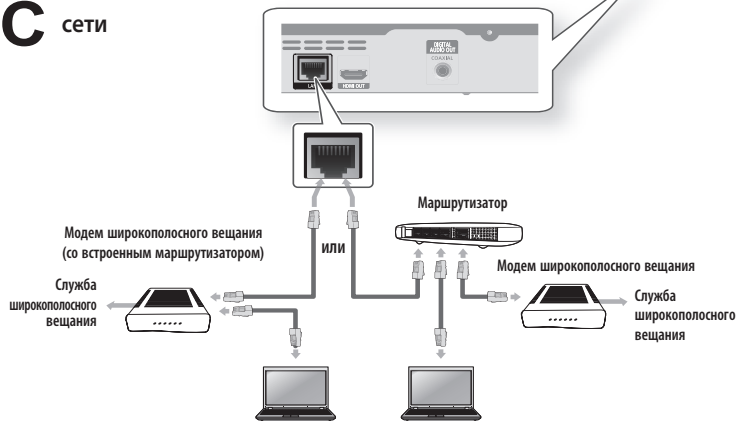 C сети
DIGITAL
AUDIO OUT
COAXIAL
LAN
HDMI OUT
Маршрутизатор
Модем широкополосного вещания
(со встроенным маршрутизатором)
или
Модем широкополосного вещания
Служба
широкополосного
вещания
Служба
широкополосного
вещания